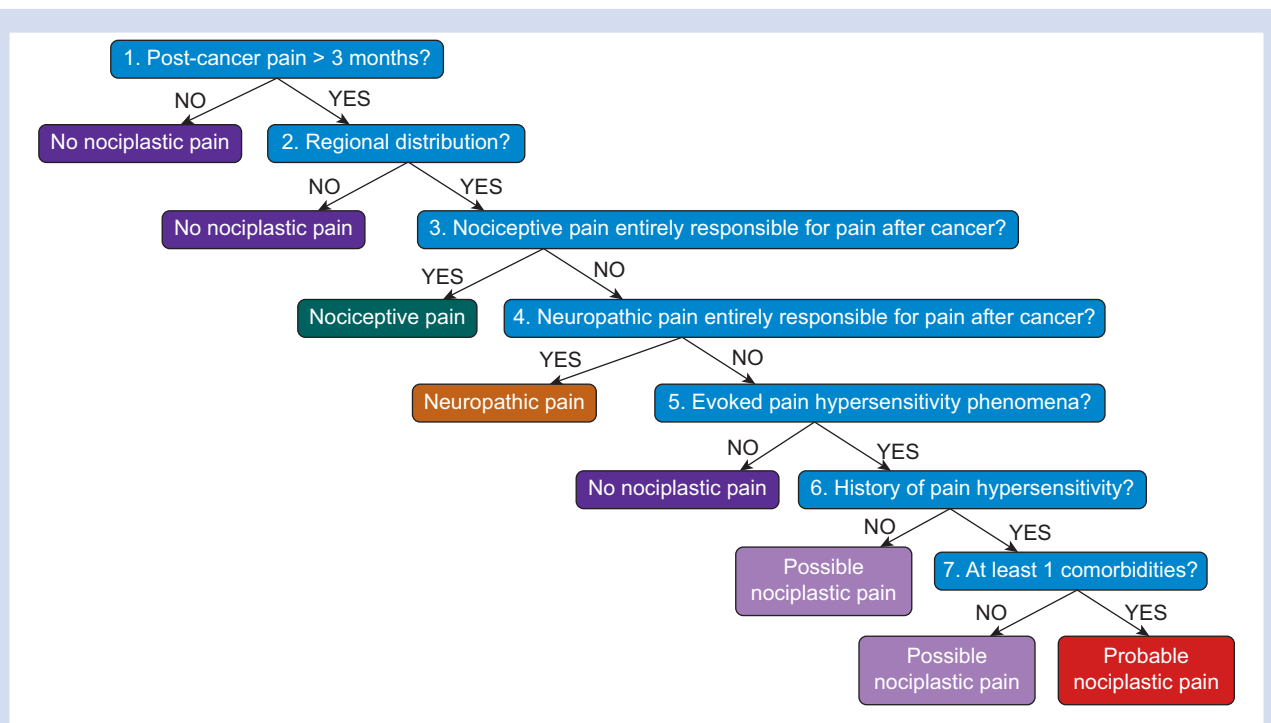 1. Post-cancer pain > 3 months?
NO
YES
No nociplastic pain
2. Regional distribution?
NO
YES
No nociplastic pain
3. Nociceptive pain entirely responsible for pain after cancer?
YES
NO
Nociceptive pain
4. Neuropathic pain entirely responsible for pain after cancer?
YES
NO
Neuropathic pain
5. Evoked pain hypersensitivity phenomena?
NO
YES
No nociplastic pain
6. History of pain hypersensitivity?
NO
YES
Possible
nociplastic pain
7. At least 1 comorbidities?
NO
YES
Possible
nociplastic pain
Probable
nociplastic pain